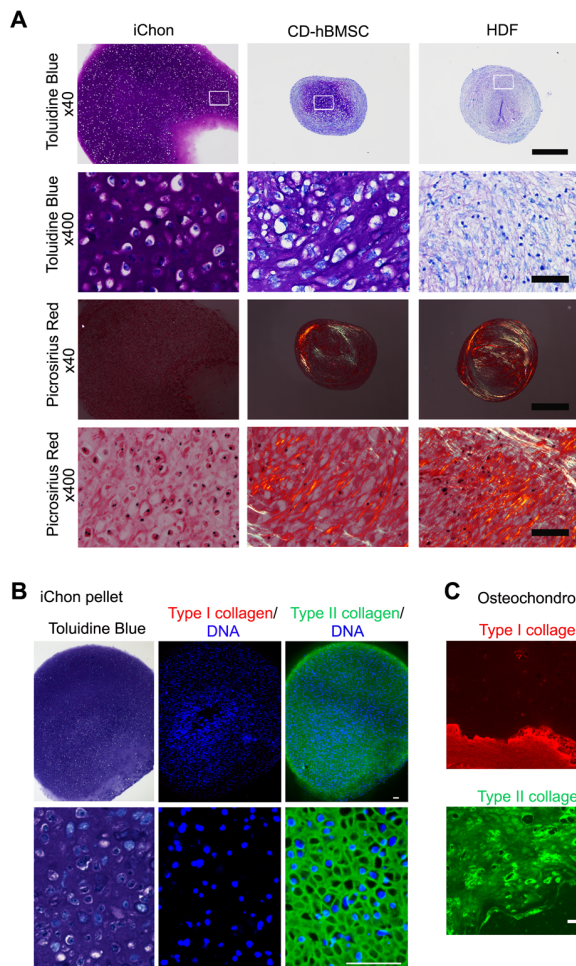 A
iChon
CD-hBMSC
HDF
Toluidine Blue
x40
Toluidine Blue
x400
Picrosirius Red
x40
Picrosirius Red
x400
B
iChon pellet
Toluidine Blue
Type I collagen/
DNA
Type II collagen/
DNA
C
Osteochondro
Type I collage
Type II collage